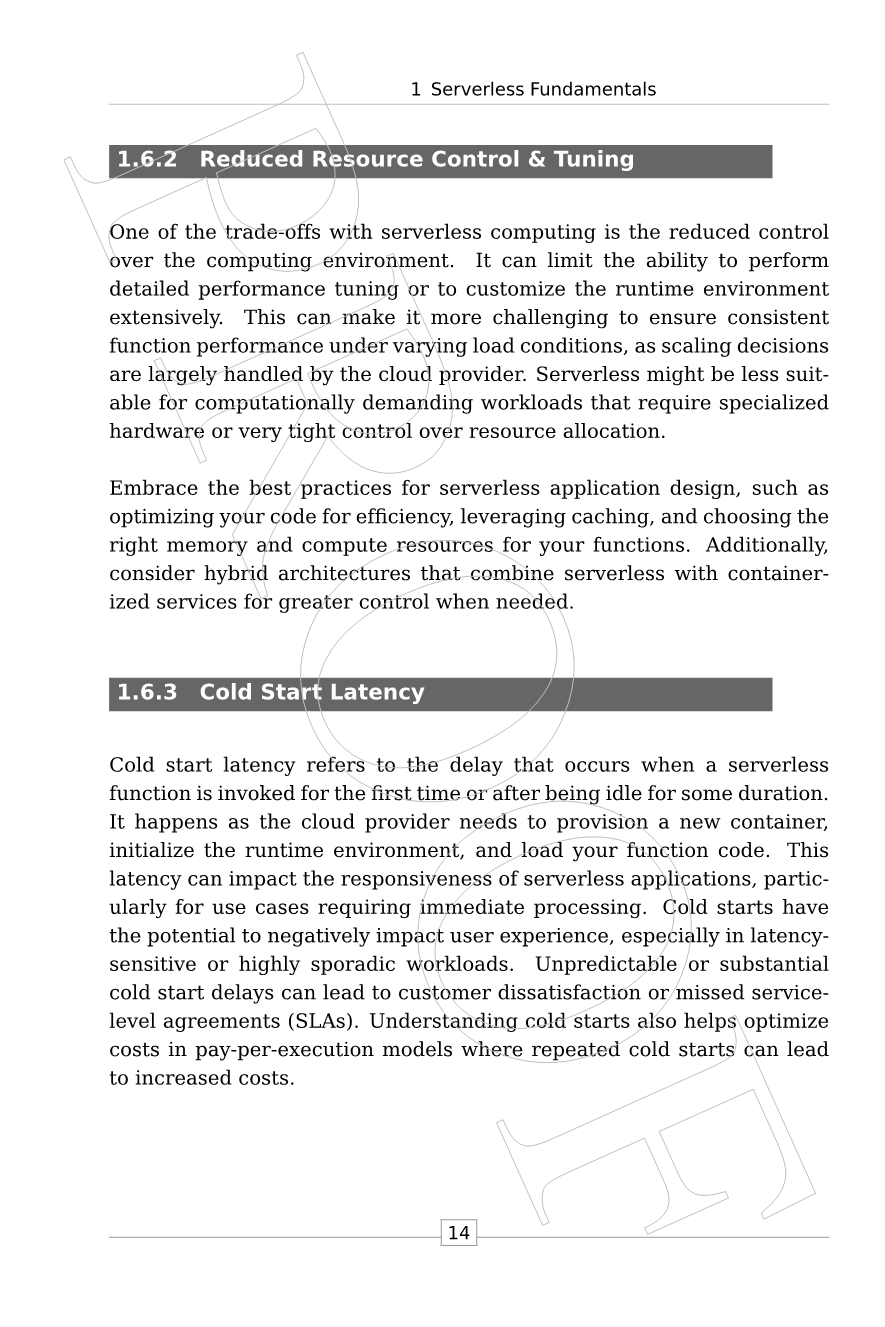 1 Serverless Fundamentals
1.6.2 Reduced Resource Control & Tuning
One of the trade-offs with serverless computing is the reduced control
over the computing environment. It can limit the ability to perform
detailed performance tuning or to customize the runtime environment
extensively. This can make it more challenging to ensure consistent
function performance under varying load conditions, as scaling decisions
are largely handled by the cloud provider. Serverless might be less suit-
able for computationally demanding workloads that require specialized
hardware or very tight control over resource allocation.
Embrace the best practices for serverless application design, such as
optimizing your code for efficiency, leveraging caching, and choosing the
right memory and compute resources for your functions. Additionally,
consider hybrid architectures that combine serverless with container-
ized services for greater control when needed.
1.6.3 Cold Start Latency
Cold start latency refers to the delay that occurs when a serverless
function is invoked for the first time or after being idle for some duration.
It happens as the cloud provider needs to provision a new container,
initialize the runtime environment, and load your function code. This
latency can impact the responsiveness of serverless applications, partic-
ularly for use cases requiring immediate processing. Cold starts have
the potential to negatively impact user experience, especially in latency-
sensitive or highly sporadic workloads. Unpredictable or substantial
cold start delays can lead to customer dissatisfaction or missed service-
level agreements (SLAs). Understanding cold starts also helps optimize
costs in pay-per-execution models where repeated cold starts can lead
to increased costs.
14
PROOF